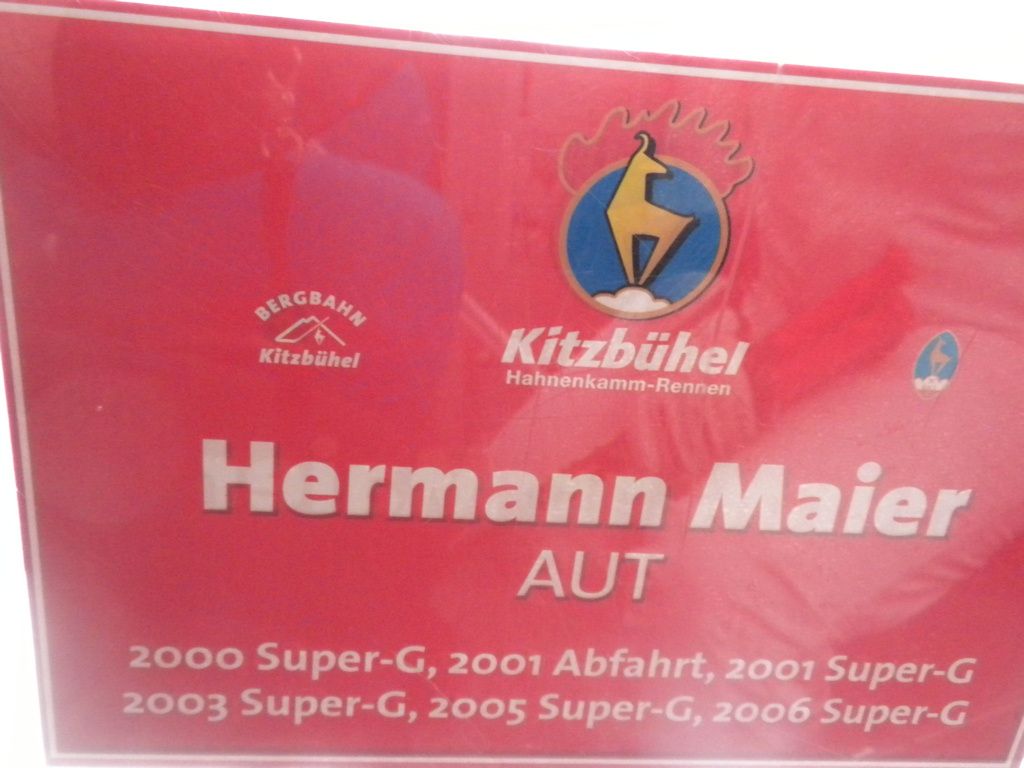 Kitzbühel
Hahnenkamm-Rennen
BERGBAHN
Kitzbühel
Hermann Maier
AUT
2000 Super-G, 2001 Abfahrt, 2001 Super-G
2003 Super-G, 2005 Super-G, 2006 Super-G